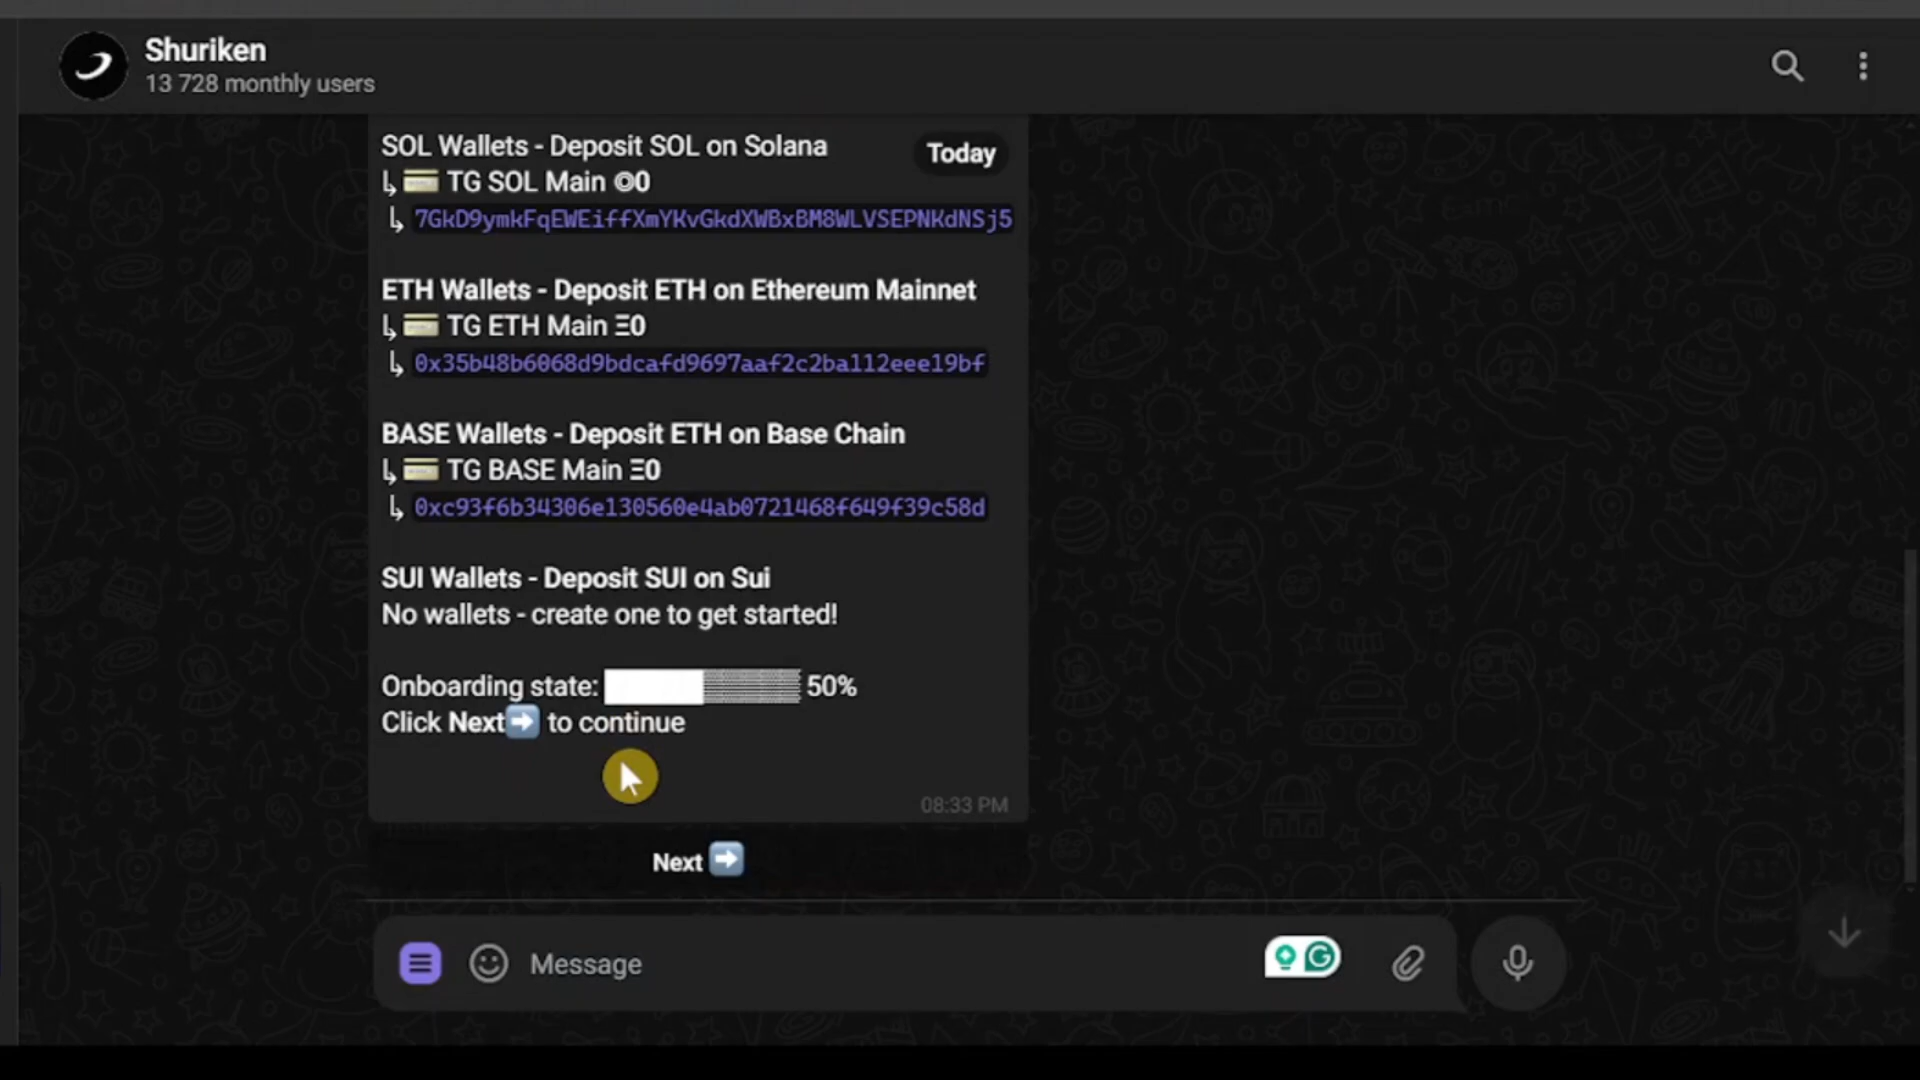 Shuriken
13 728 monthly users
Today
SOL Wallets - Deposit SOL on Solana
↳💳 TG SOL Main ◎0
↳ 7GkD9ymkFqEWEiffXmYKvGkdXWBxBM8WLVSEPNKdNSj5
ETH Wallets - Deposit ETH on Ethereum Mainnet
↳💳 TG ETH Main Ξ0
↳ 0x35b48b6068d9bdcafd9697aaf2c2ba112eee19bf
BASE Wallets - Deposit ETH on Base Chain
↳💳 TG BASE Main Ξ0
↳ 0xc93f6b34306e130560e4ab0721468f649f39c58d
SUI Wallets - Deposit SUI on Sui
No wallets - create one to get started!
Onboarding state: 50%
Click Next➡️ to continue
08:33 PM
Next ➡️
Message